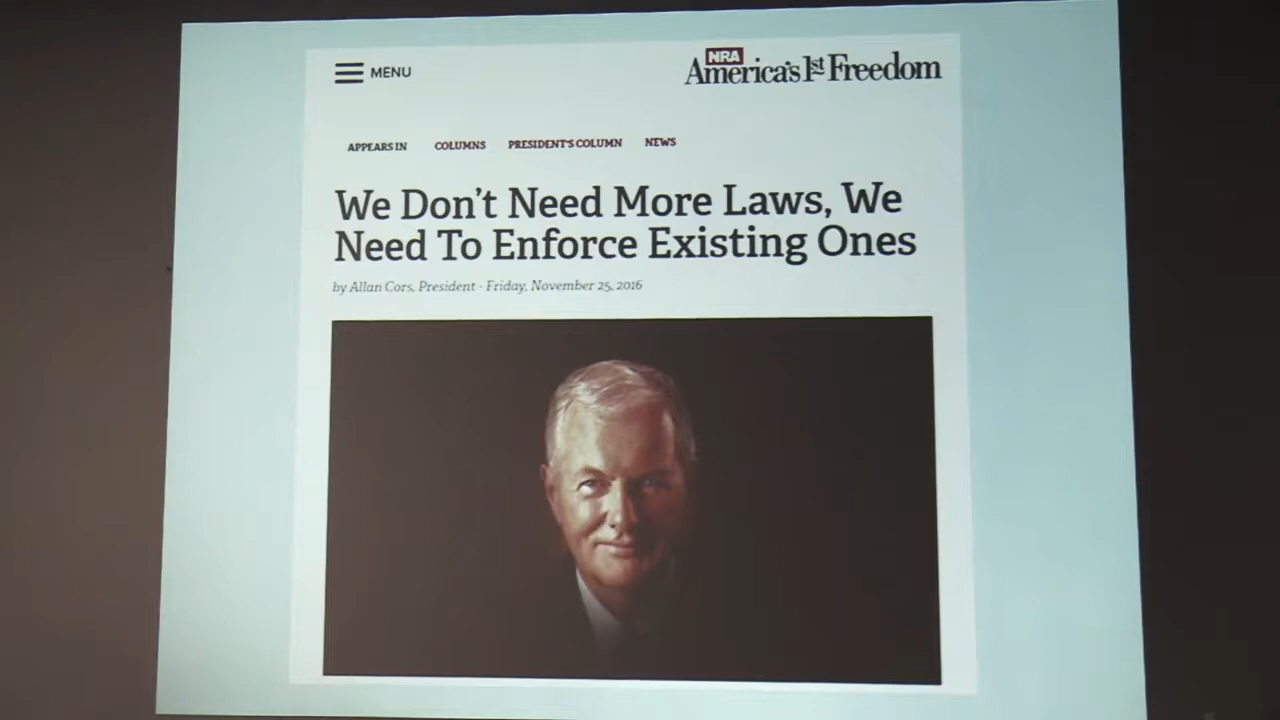 MENU
NRA
America's 1st Freedom
APPEARS IN COLUMNS PRESIDENT'S COLUMN NEWS
We Don't Need More Laws, We
Need To Enforce Existing Ones
by Allan Cors, President - Friday, November 25, 2016